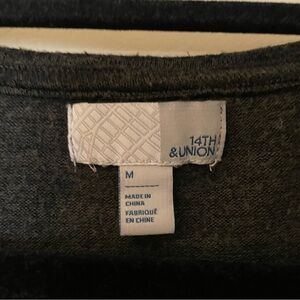 14TH
&UNION
M
MADE IN
CHINA
FABRIQUÉ
EN CHINE